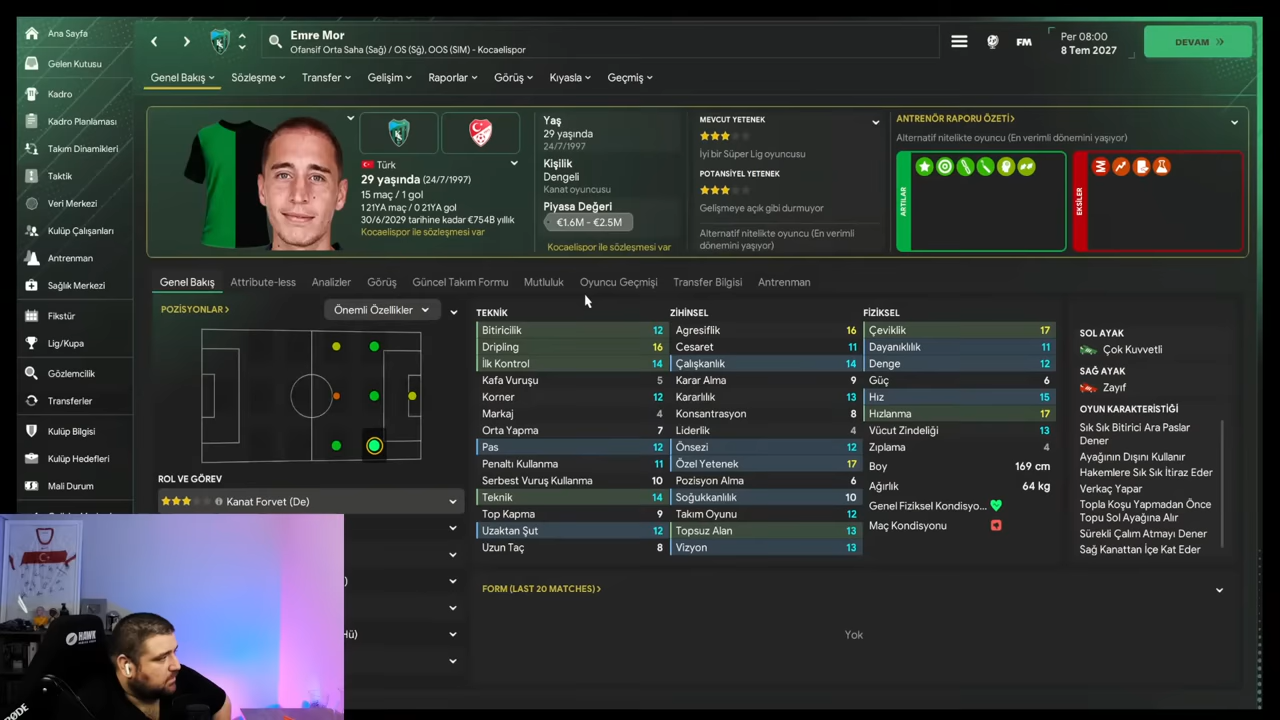 Ana Sayfa
Gelen Kutusu
Kadro
Kadro Planlaması
Takım Dinamikleri
Taktik
Veri Merkezi
Kulüp Çalışanları
Antrenman
Sağlık Merkezi
Fikstür
Lig/Kupa
Gözlemcilik
Transferler
Kulüp Bilgisi
Kulüp Hedefleri
Mali Durum
Emre Mor
Ofansif Orta Saha (Sağ) / OS (Sğ), OOS (SlM) - Kocaelispor
FM
Per 08:00
8 Tem 2027
DEVAM
Genel Bakış
Sözleşme
Transfer
Gelişim
Raporlar
Görüş
Kıyasla
Geçmiş
Türk
29 yaşında (24/7/1997)
15 maç / 1 gol
1 21YA maç / 0 21YA gol
30/6/2029 tarihine kadar €754B yıllık
Kocaelispor ile sözleşmesi var
Yaş
29 yaşında
24/7/1997
Kişilik
Dengeli
Kanat oyuncusu
Piyasa Değeri
€1.6M - €2.5M
Kocaelispor ile sözleşmesi var
MEVCUT YETENEK
İyi bir Süper Lig oyuncusu
POTANSİYEL YETENEK
Gelişmeye açık gibi durmuyor
Alternatif nitelikte oyuncu (En verimli
dönemini yaşıyor)
ANTRENÖR RAPORU ÖZETİ
Alternatif nitelikte oyuncu (En verimli dönemini yaşıyor)
ARTILAR
EKSİLER
Genel Bakış
Attribute-less
Analizler
Görüş
Güncel Takım Formu
Mutluluk
Oyuncu Geçmişi
Transfer Bilgisi
Antrenman
POZİSYONLAR
Önemli Özellikler
ROL VE GÖREV
Kanat Forvet (De)
Hü)
TEKNİK
Bitiricilik 12
Dripling 16
İlk Kontrol 14
Kafa Vuruşu 5
Korner 12
Markaj 4
Orta Yapma 7
Pas 12
Penaltı Kullanma 11
Serbest Vuruş Kullanma 10
Teknik 14
Top Kapma 9
Uzaktan Şut 12
Uzun Taç 8
ZİHİNSEL
Agresiflik 16
Cesaret 11
Çalışkanlık 14
Karar Alma 9
Kararlılık 13
Konsantrasyon 8
Liderlik 4
Önsezi 12
Özel Yetenek 17
Pozisyon Alma 6
Soğukkanlılık 10
Takım Oyunu 12
Topsuz Alan 13
Vizyon 13
FİZİKSEL
Çeviklik 17
Dayanıklılık 11
Denge 12
Güç 6
Hız 15
Hızlanma 17
Vücut Zindeliği 13
Zıplama 4
Boy 169 cm
Ağırlık 64 kg
Genel Fiziksel Kondisyo...
Maç Kondisyonu
SOL AYAK
Çok Kuvvetli
SAĞ AYAK
Zayıf
OYUN KARAKTERİSTİĞİ
Sık Sık Bitirici Ara Paslar
Dener
Ayağının Dışını Kullanır
Hakemlere Sık Sık İtiraz Eder
Verkaç Yapar
Topla Koşu Yapmadan Önce
Topu Sol Ayağına Alır
Sürekli Çalım Atmayı Dener
Sağ Kanattan İçe Kat Eder
FORM (LAST 20 MATCHES)
Yok
HAWK
RØDE